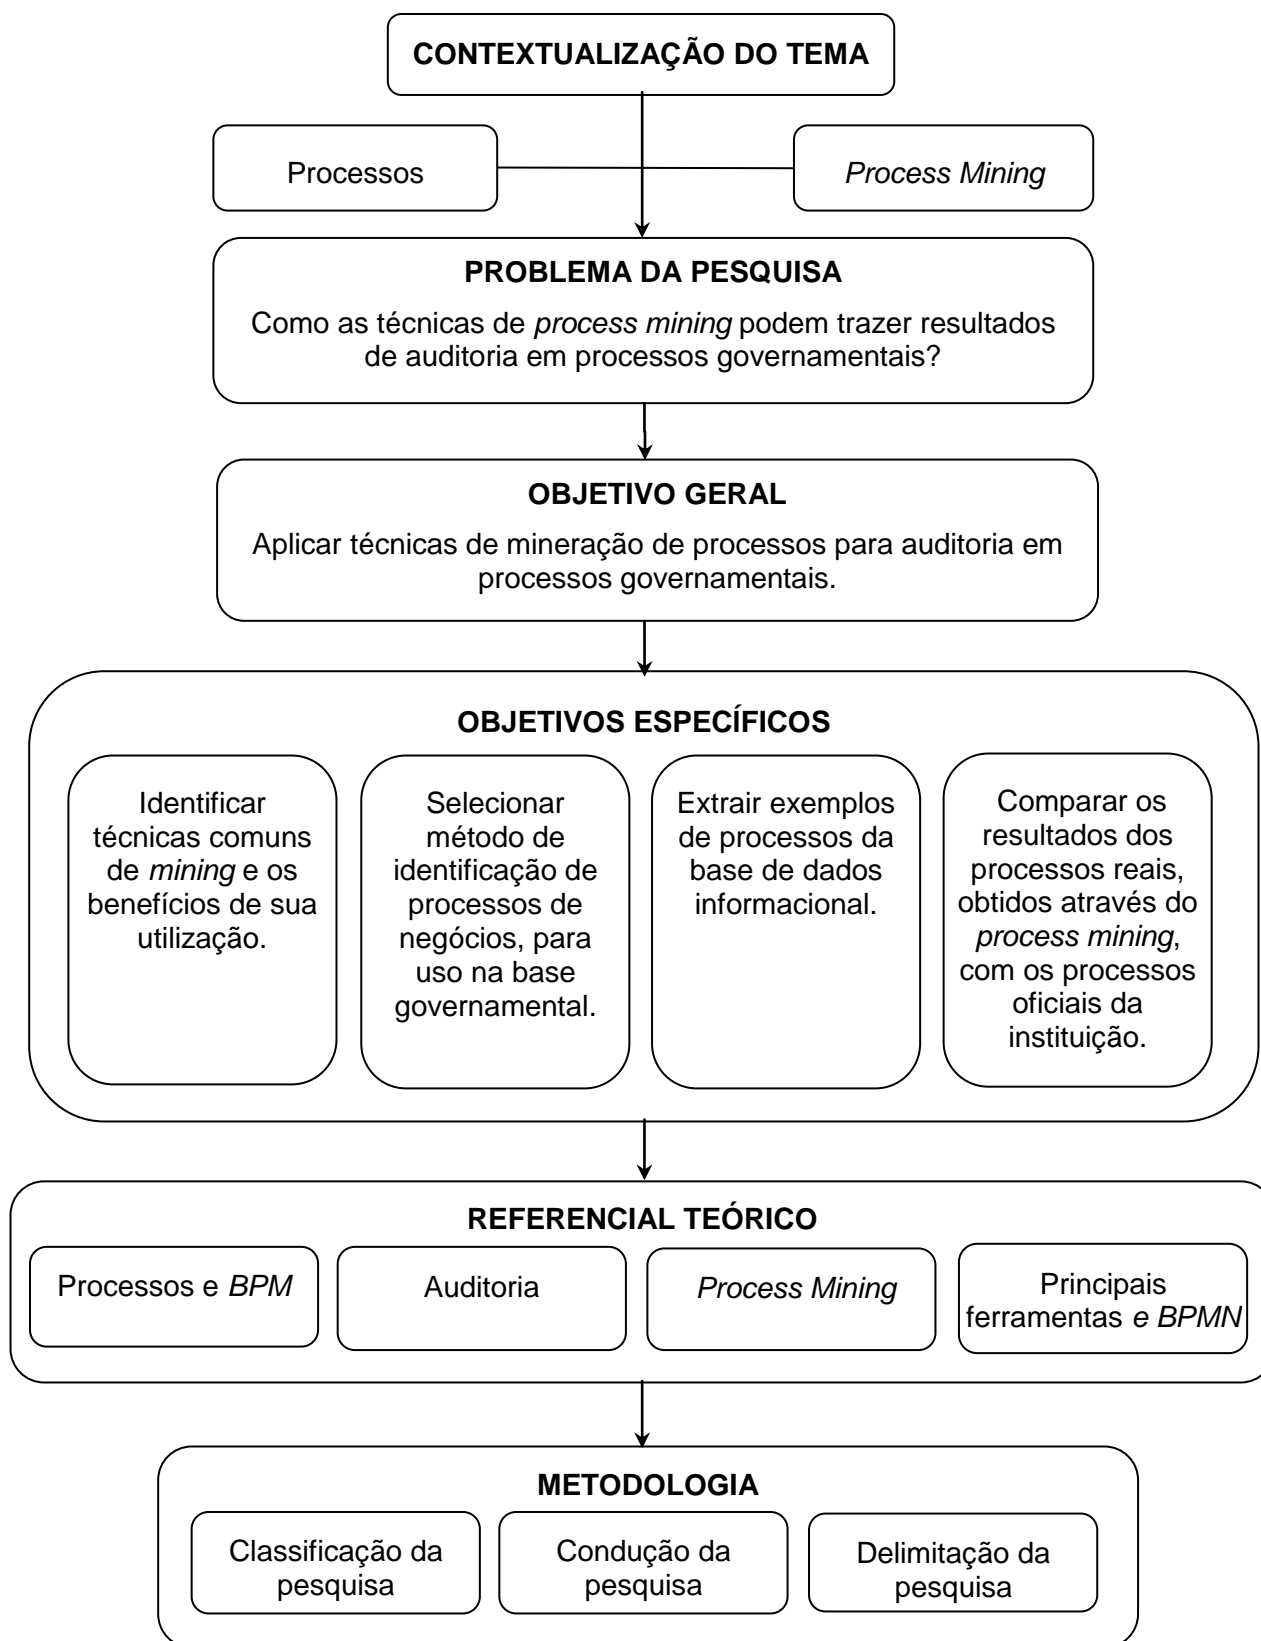 CONTEXTUALIZAÇÃO DO TEMA
Processos
Process Mining
PROBLEMA DA PESQUISA
Como as técnicas de process mining podem trazer resultados
de auditoria em processos governamentais?
OBJETIVO GERAL
Aplicar técnicas de mineração de processos para auditoria em
processos governamentais.
OBJETIVOS ESPECÍFICOS
Identificar
técnicas comuns
de mining e os
benefícios de sua
utilização.
Selecionar
método de
identificação de
processos de
negócios, para
uso na base
governamental.
Extrair exemplos
de processos da
base de dados
informacional.
Comparar os
resultados dos
processos reais,
obtidos através do
process mining,
com os processos
oficiais da
instituição.
REFERENCIAL TEÓRICO
Processos e BPM
Auditoria
Process Mining
Principais
ferramentas e BPMN
METODOLOGIA
Classificação da
pesquisa
Condução da
pesquisa
Delimitação da
pesquisa